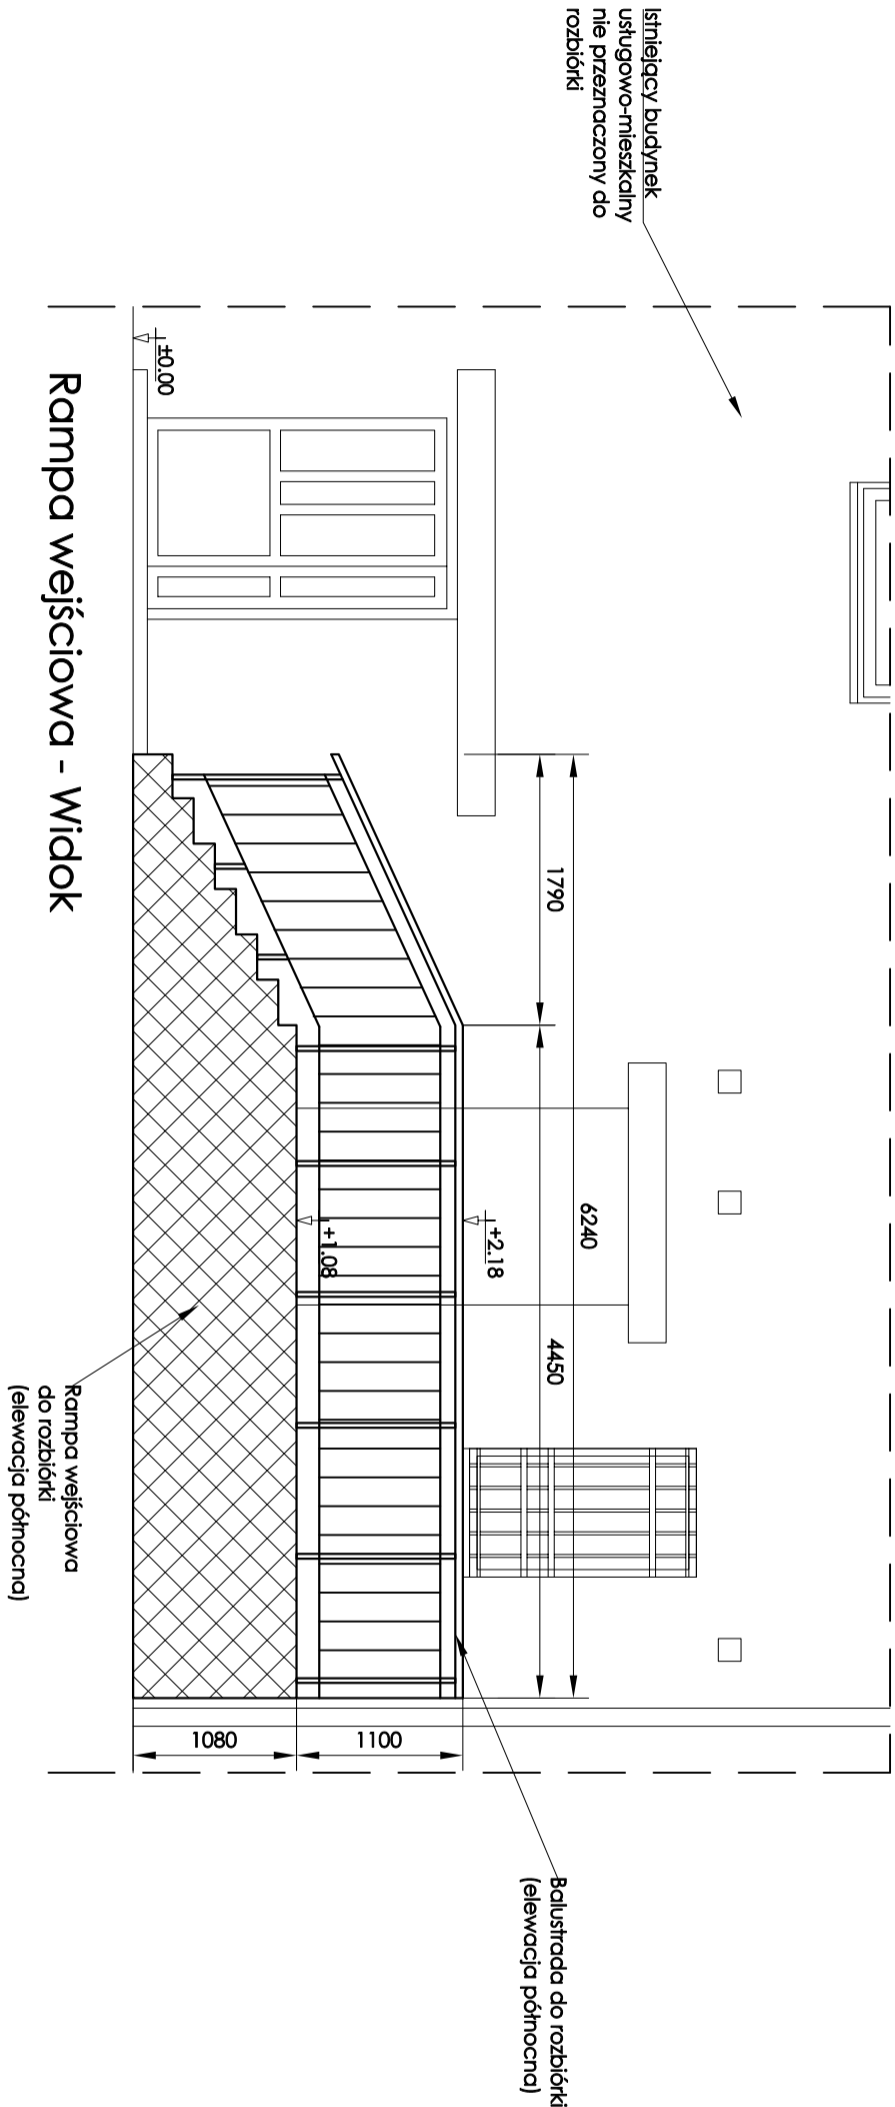 Istniejący budynek
usługowo-mieszkalny
nie przeznaczony do
rozbiórki
1790
6240
4450
+2.18
+1.08
±0.00
1100
1080
Balustrada do rozbiórki
(elewacja północna)
Rampa wejściowa
do rozbiórki
(elewacja północna)
Rampa wejściowa - Widok